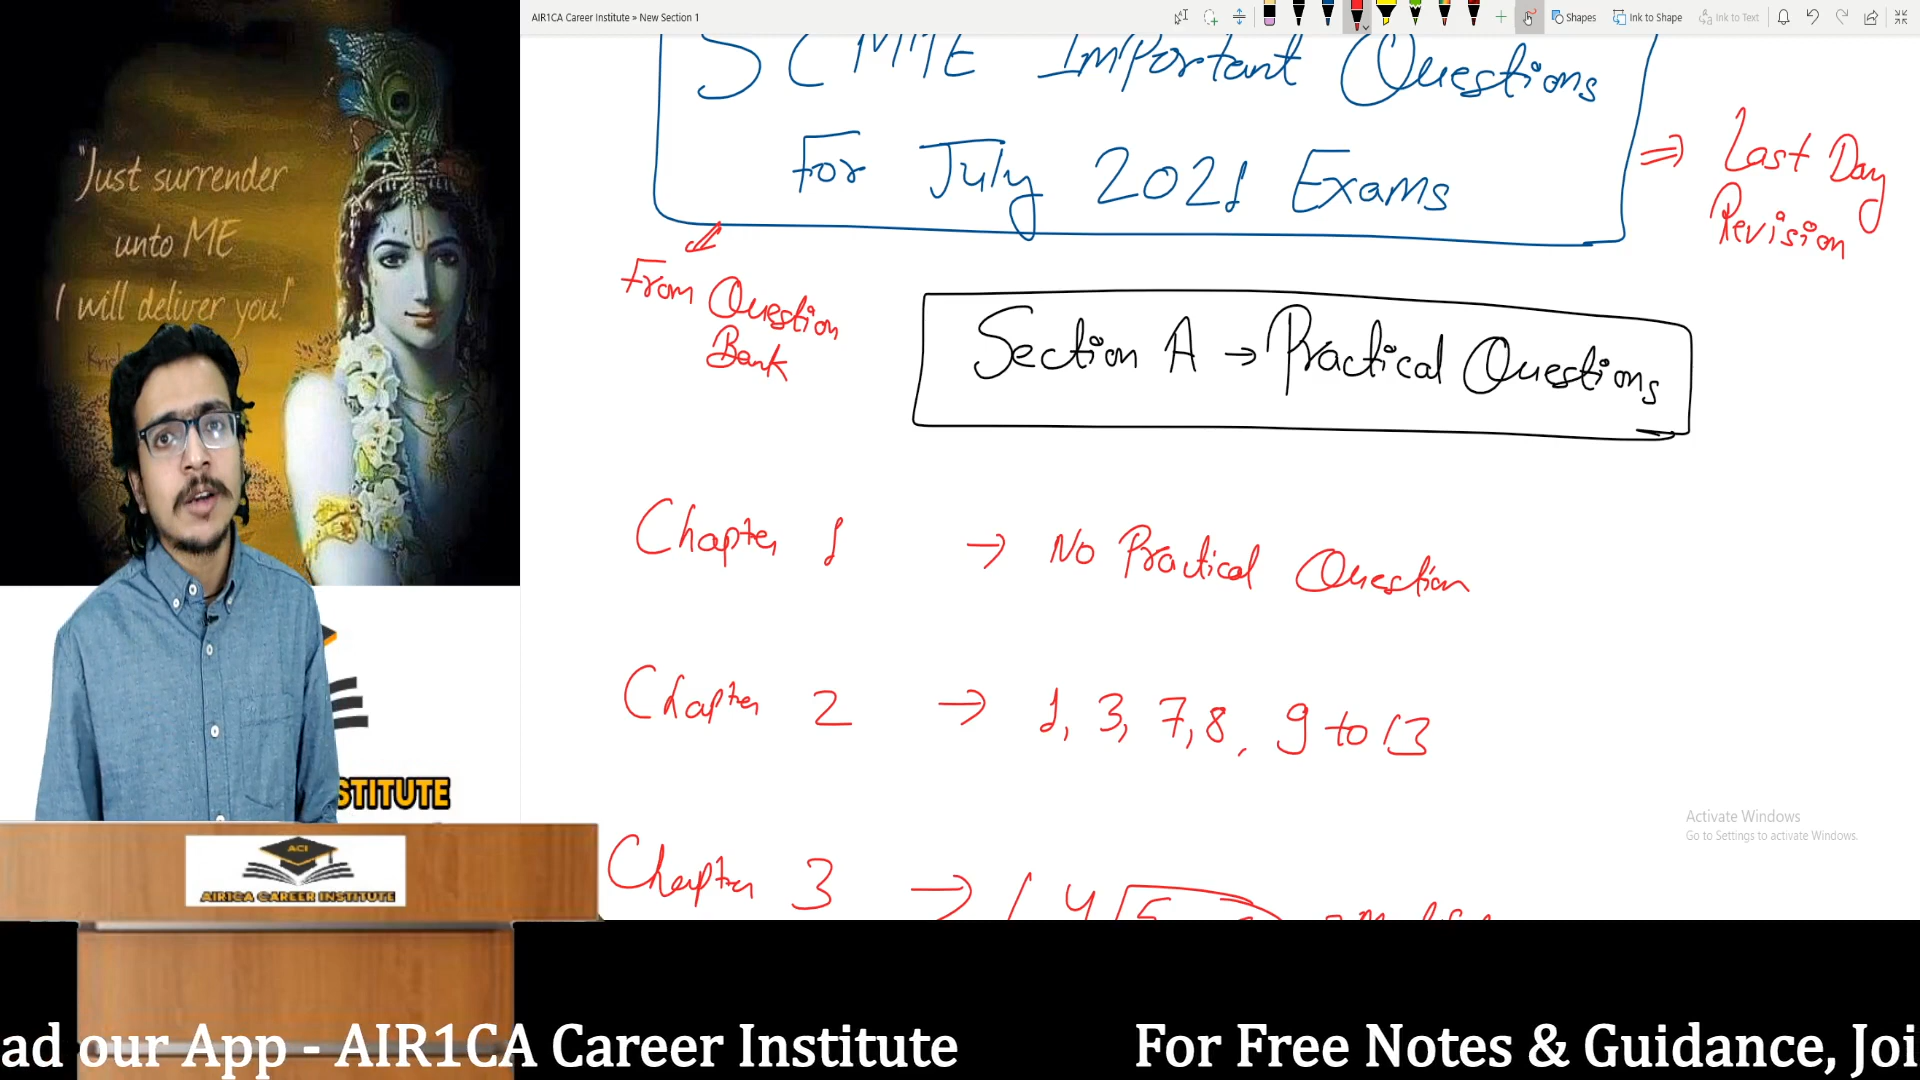 AIR1CA Career Institute » New Section 1
Shapes
Ink to Shape
Ink to Text
SCMPE Important Questions
For July 2021 Exams
⇒ Last Day
Revision
From Question
Bank
Section A → Practical Questions
"Just surrender
unto ME
I will deliver you!"
Chapter 1 → No Practical Question
Chapter 2 → 1, 3, 7, 8, 9 to 13
Chapter 3 →
STITUTE
ACI
AIR1CA CAREER INSTITUTE
Activate Windows
Go to Settings to activate Windows.
ad our App - AIR1CA Career Institute
For Free Notes & Guidance, Joi